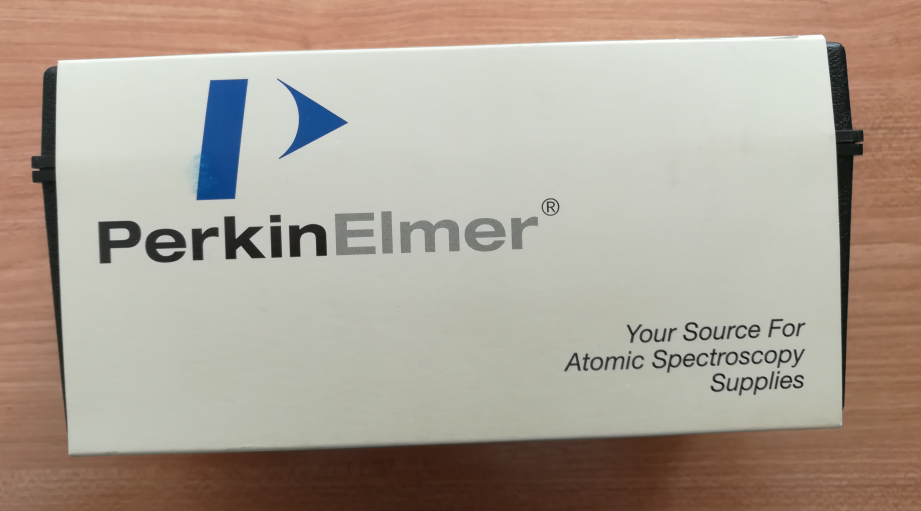 PerkinElmer®
Your Source For
Atomic Spectroscopy
Supplies